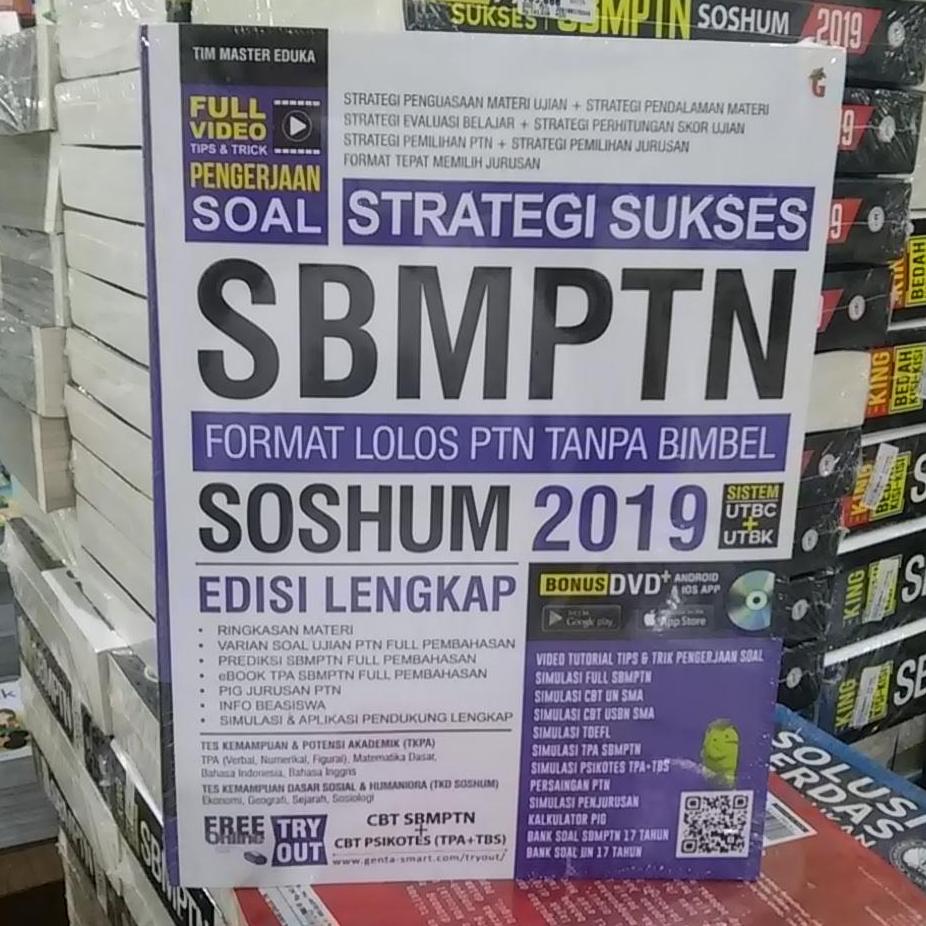 SUKSES SBMPTN SOSHUM 2019
TIM MASTER EDUKA
FULL
VIDEO
TIPS & TRICK
PENGERJAAN
SOAL
STRATEGI PENGUASAAN MATERI UJIAN + STRATEGI PENDALAMAN MATERI
STRATEGI EVALUASI BELAJAR + STRATEGI PERHITUNGAN SKOR UJIAN
STRATEGI PEMILIHAN PTN + STRATEGI PEMILIHAN JURUSAN
FORMAT TEPAT MEMILIH JURUSAN
STRATEGI SUKSES
SBMPTN
FORMAT LOLOS PTN TANPA BIMBEL
SOSHUM 2019
SISTEM
UTBC
+
UTBK
EDISI LENGKAP
• RINGKASAN MATERI
• VARIAN SOAL UJIAN PTN FULL PEMBAHASAN
• PREDIKSI SBMPTN FULL PEMBAHASAN
• eBOOK TPA SBMPTN FULL PEMBAHASAN
• PIG JURUSAN PTN
• INFO BEASISWA
• SIMULASI & APLIKASI PENDUKUNG LENGKAP
TES KEMAMPUAN & POTENSI AKADEMIK (TKPA)
TPA (Verbal, Numerikal, Figural), Matematika Dasar,
Bahasa Indonesia, Bahasa Inggris
TES KEMAMPUAN DASAR SOSIAL & HUMANIORA (TKD SOSHUM)
Ekonomi, Geografi, Sejarah, Sosiologi
FREE
Online
TRY
OUT
CBT SBMPTN
+
CBT PSIKOTES (TPA+TBS)
www.genta-smart.com/tryout/
BONUS DVD+ ANDROID
& IOS APP
Google play
App Store
VIDEO TUTORIAL TIPS & TRIK PENGERJAAN SOAL
SIMULASI FULL SBMPTN
SIMULASI CBT UN SMA
SIMULASI CBT USBN SMA
SIMULASI TOEFL
SIMULASI TPA SBMPTN
SIMULASI PSIKOTES TPA+TBS
PERSAINGAN PTN
SIMULASI PENJURUSAN
KALKULATOR PIG
BANK SOAL SBMPTN 17 TAHUN
BANK SOAL UN 17 TAHUN
BEDAH
KING
BEDAH
KISI-KISI
KING
KING
KING
SBMPTN
SOLUSI